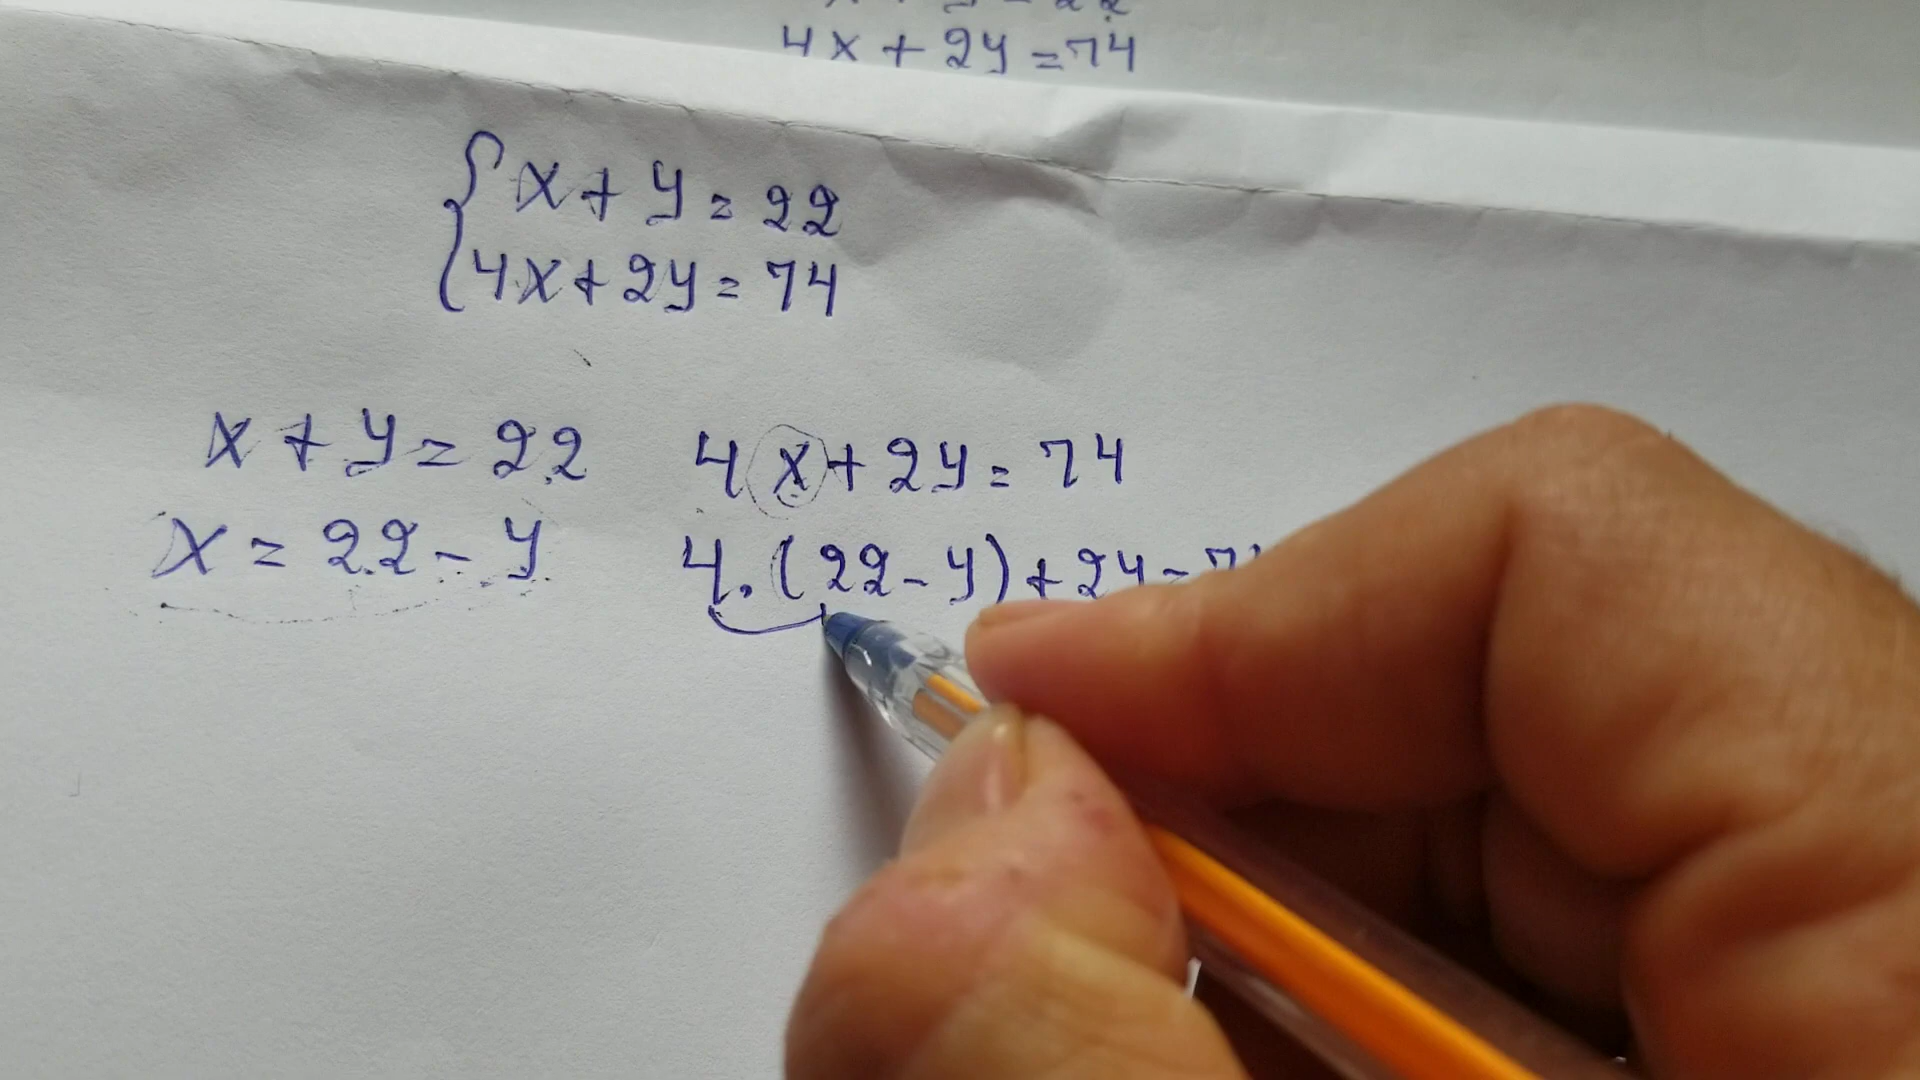 4x + 2y = 74
x + y = 22
4x + 2y = 74
x + y = 22
4x + 2y = 74
x = 22 - y
4.(22 - y) + 2y =